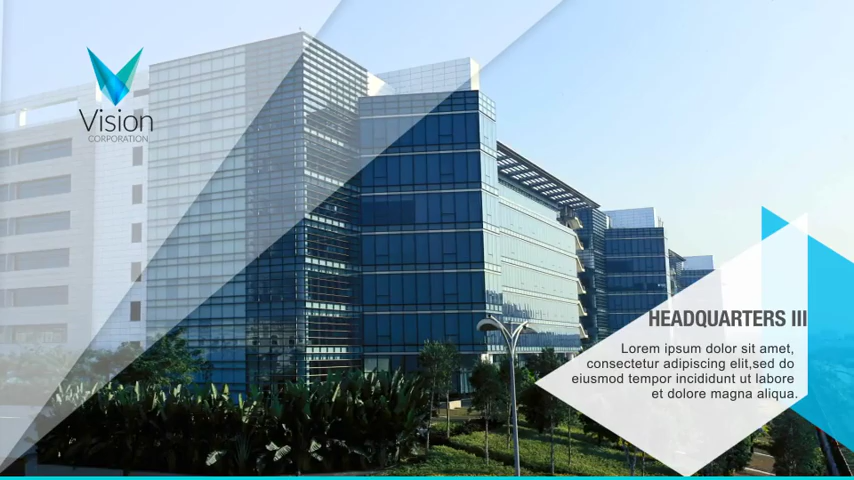 Vision
CORPORATION
HEADQUARTERS III
Lorem ipsum dolor sit amet,
consectetur adipiscing elit,sed do
eiusmod tempor incididunt ut labore
et dolore magna aliqua.